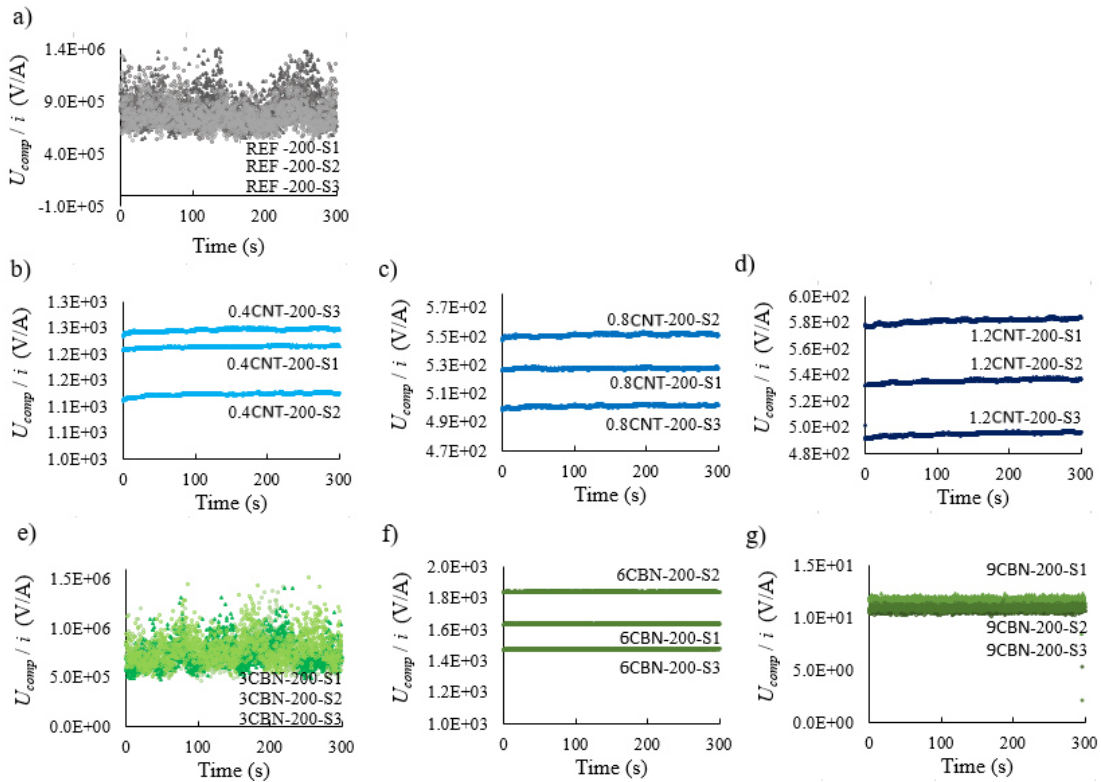 a)
U_comp / i (V/A)
1.4E+06
9.0E+05
4.0E+05
-1.0E+05
REF -200-S1
REF -200-S2
REF -200-S3
0 100 200 300
Time (s)
b)
U_comp / i (V/A)
1.3E+03
1.3E+03
1.2E+03
1.2E+03
1.1E+03
1.1E+03
1.0E+03
0.4CNT-200-S3
0.4CNT-200-S1
0.4CNT-200-S2
0 100 200 300
Time (s)
c)
U_comp / i (V/A)
5.7E+02
5.5E+02
5.3E+02
5.1E+02
4.9E+02
4.7E+02
0.8CNT-200-S2
0.8CNT-200-S1
0.8CNT-200-S3
0 100 200 300
Time (s)
d)
U_comp / i (V/A)
6.0E+02
5.8E+02
5.6E+02
5.4E+02
5.2E+02
5.0E+02
4.8E+02
1.2CNT-200-S1
1.2CNT-200-S2
1.2CNT-200-S3
0 100 200 300
Time (s)
e)
U_comp / i (V/A)
1.5E+06
1.0E+06
5.0E+05
0.0E+00
3CBN-200-S1
3CBN-200-S2
3CBN-200-S3
0 100 200 300
Time (s)
f)
U_comp / i (V/A)
2.0E+03
1.8E+03
1.6E+03
1.4E+03
1.2E+03
1.0E+03
6CBN-200-S2
6CBN-200-S1
6CBN-200-S3
0 100 200 300
Time (s)
g)
U_comp / i (V/A)
1.5E+01
1.0E+01
5.0E+00
0.0E+00
9CBN-200-S1
9CBN-200-S2
9CBN-200-S3
0 100 200 300
Time (s)